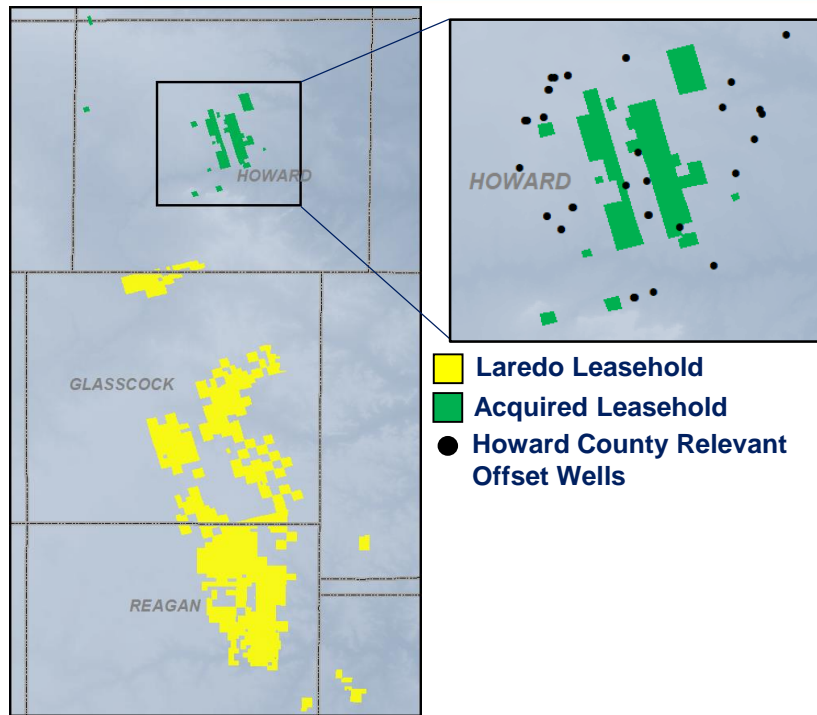 HOWARD
GLASSCOCK
REAGAN
HOWARD
Laredo Leasehold
Acquired Leasehold
Howard County Relevant
Offset Wells